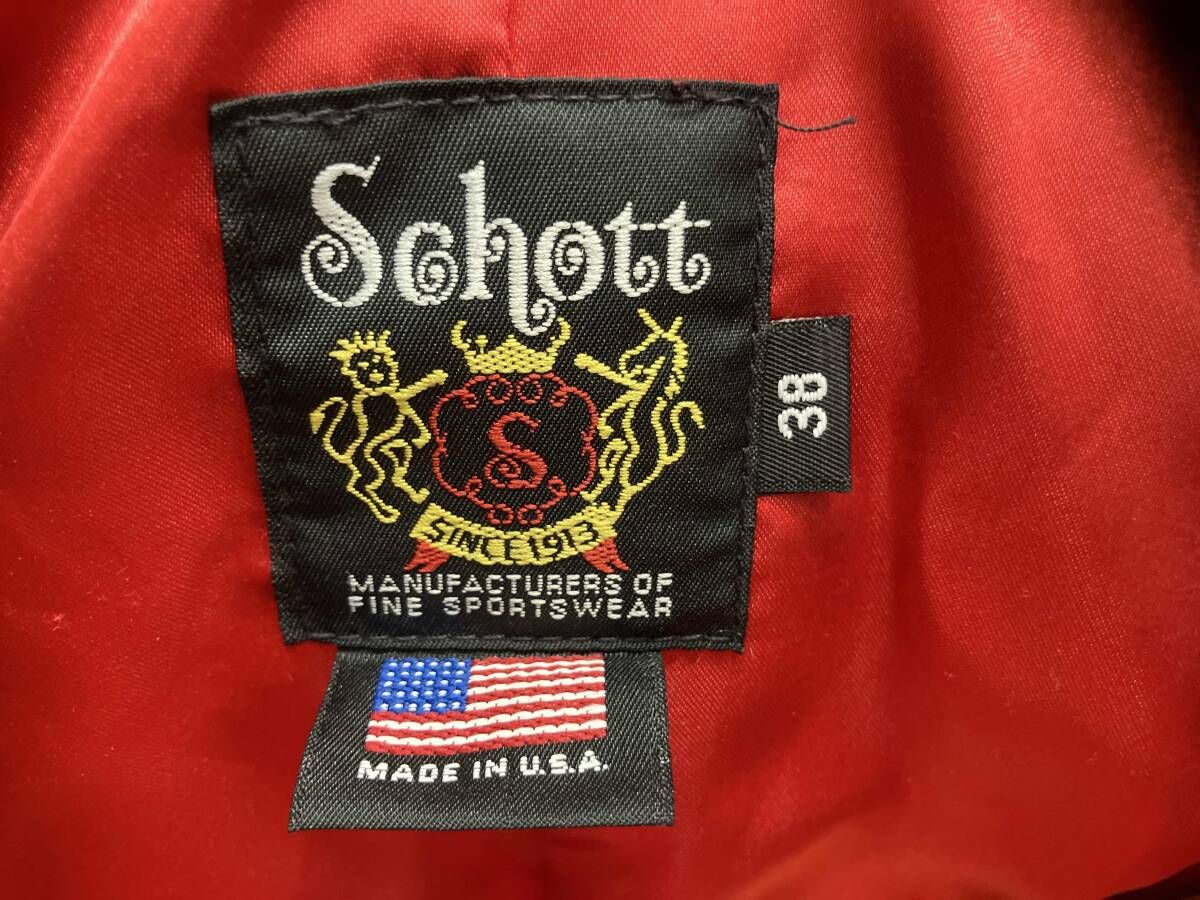 Schott
S
SINCE 1913
MANUFACTURERS OF
FINE SPORTSWEAR
38
MADE IN U.S.A.